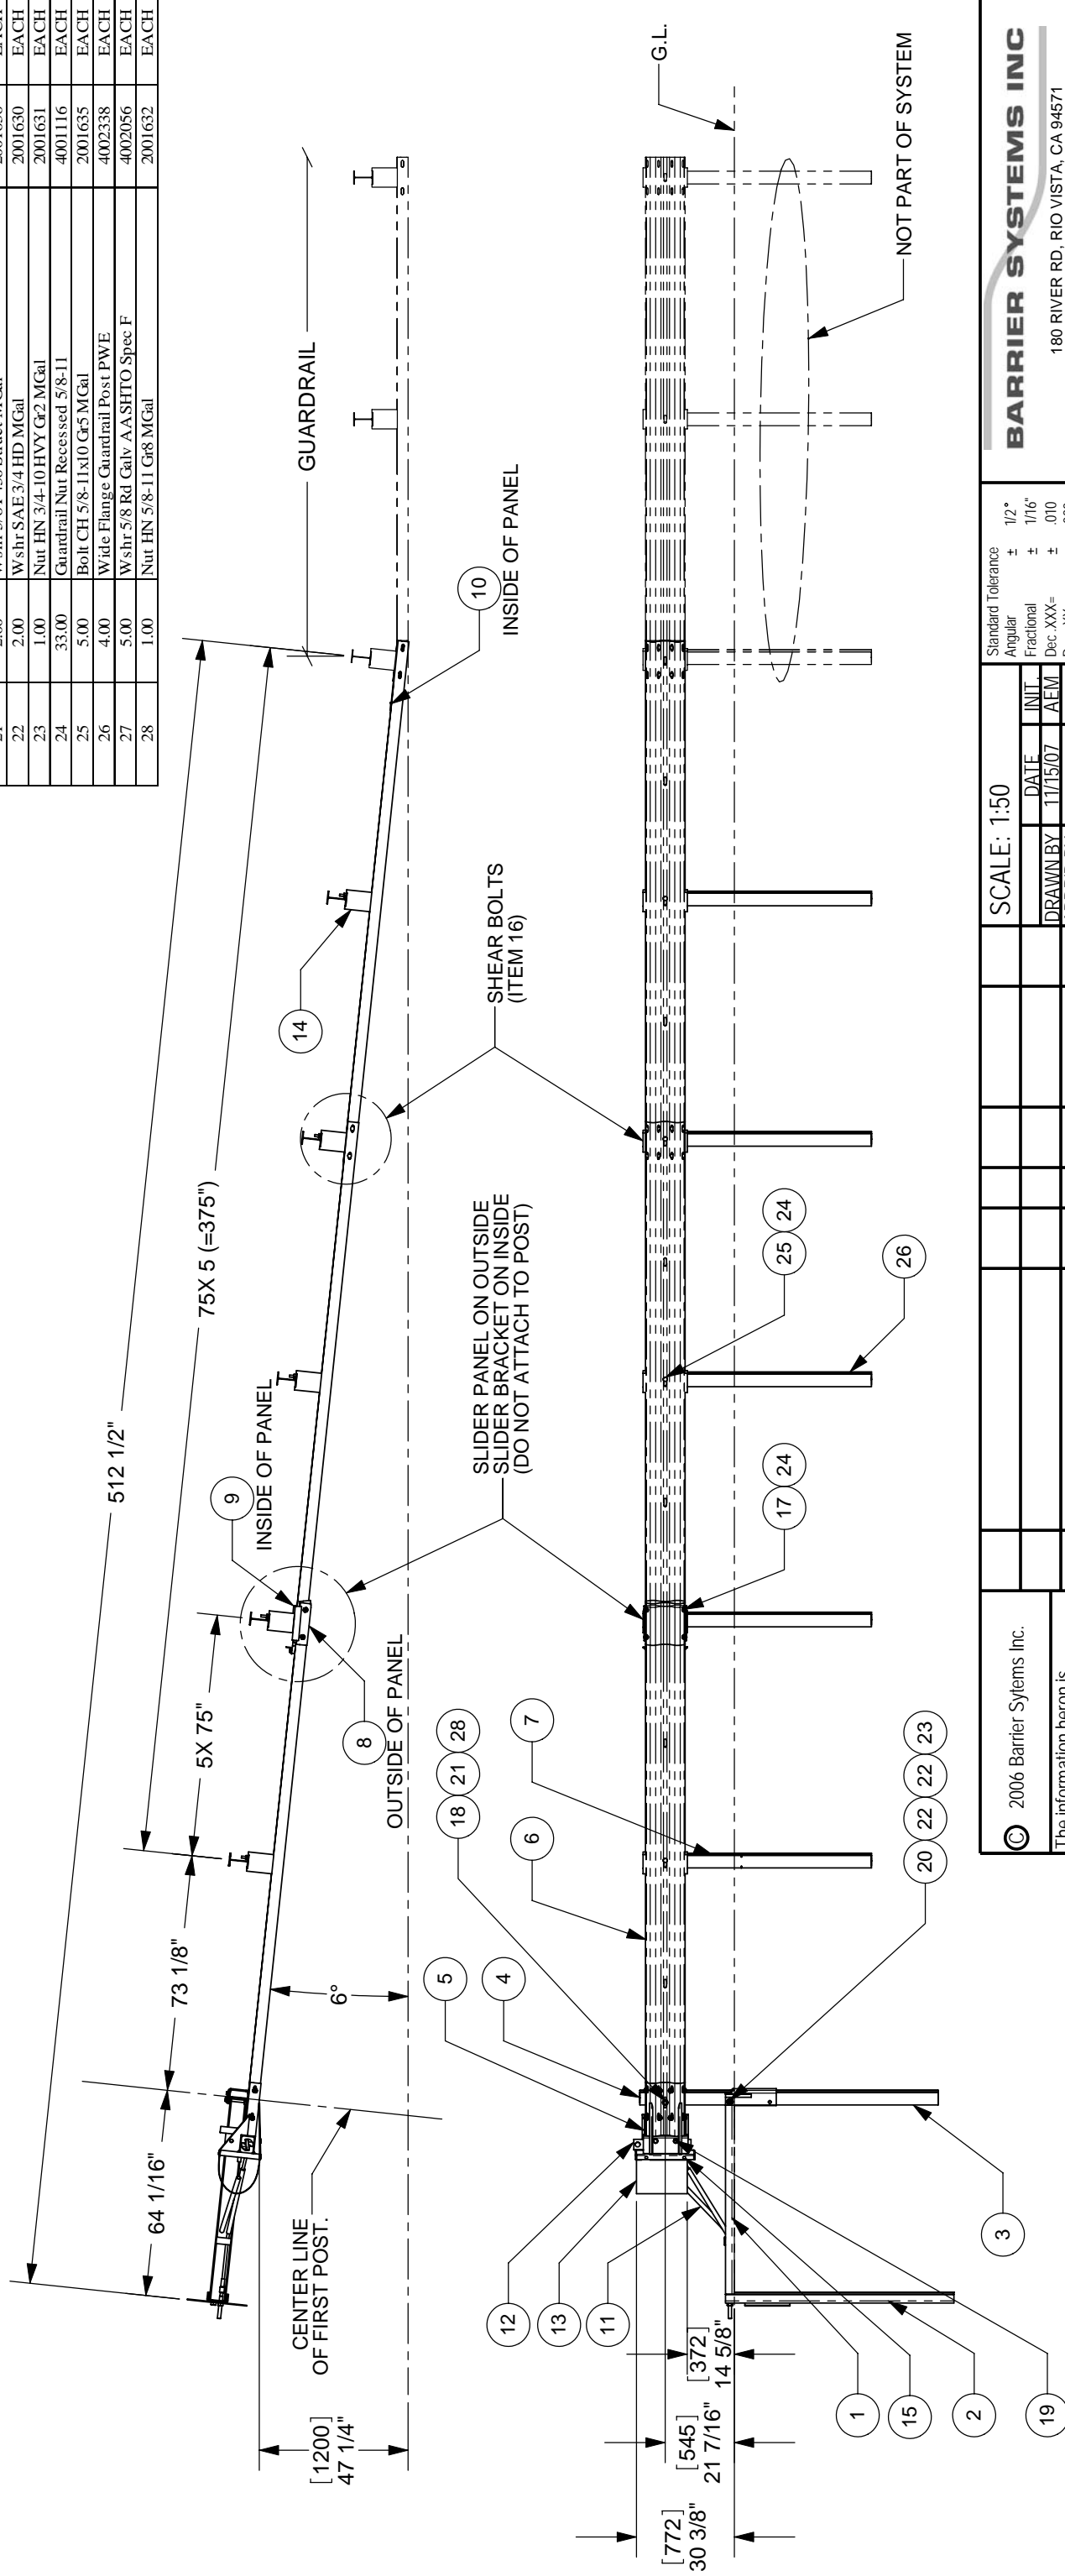 22 2.00 Wshr SAE 3/4 HD MGal 2001630 EACH
23 1.00 Nut HN 3/4-10 HVY Gr2 MGal 2001631 EACH
24 33.00 Guardrail Nut Recessed 5/8-11 4001116 EACH
25 5.00 Bolt CH 5/8-11x10 Gr5 MGal 2001635 EACH
26 4.00 Wide Flange Guardrail Post PWE 4002338 EACH
27 5.00 Wshr 5/8 Rd Galv AASHTO Spec F 4002056 EACH
28 1.00 Nut HN 5/8-11 Gr8 MGal 2001632 EACH
512 1/2"
75X 5 (=375")
5X 75"
73 1/8"
64 1/16"
GUARDRAIL
10
INSIDE OF PANEL
14
9
INSIDE OF PANEL
8
OUTSIDE OF PANEL
6°
CENTER LINE
OF FIRST POST.
[1200]
47 1/4"
SHEAR BOLTS
(ITEM 16)
SLIDER PANEL ON OUTSIDE
SLIDER BRACKET ON INSIDE
(DO NOT ATTACH TO POST)
G.L.
NOT PART OF SYSTEM
18 21 28
7
6
5
4
12
13
11
25 24
17 24
26
20 22 22 23
3
1
15
2
19
[372]
14 5/8"
[545]
21 7/16"
[772]
30 3/8"
© 2006 Barrier Sytems Inc.
The information heron is
SCALE: 1:50
DATE INIT.
DRAWN BY 11/15/07 AEM
Standard Tolerance
Angular ± 1/2°
Fractional ± 1/16"
Dec .XXX= ± .010
BARRIER SYSTEMS INC
180 RIVER RD, RIO VISTA, CA 94571